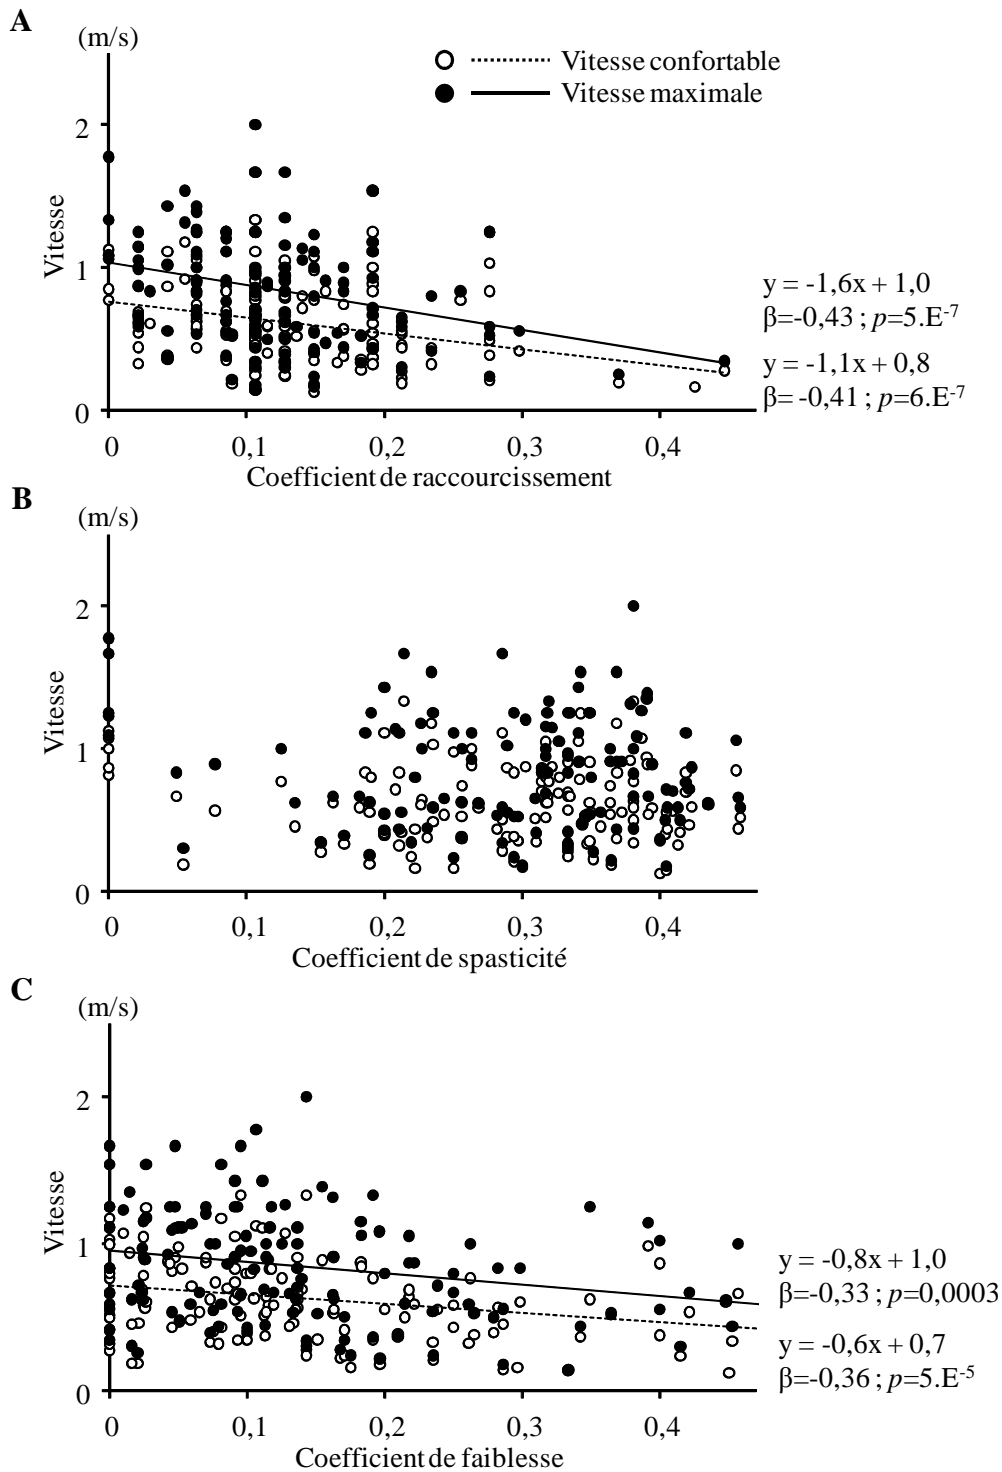 A
(m/s)
Vitesse confortable
Vitesse maximale
2
Vitesse
1
y = -1,6x + 1,0
β=-0,43 ; p=5.E-7
y = -1,1x + 0,8
β= -0,41 ; p=6.E-7
0
0 0,1 0,2 0,3 0,4
Coefficient de raccourcissement
B
(m/s)
2
Vitesse
1
0
0 0,1 0,2 0,3 0,4
Coefficient de spasticité
C
(m/s)
2
Vitesse
1
y = -0,8x + 1,0
β=-0,33 ; p=0,0003
y = -0,6x + 0,7
β=-0,36 ; p=5.E-5
0
0 0,1 0,2 0,3 0,4
Coefficient de faiblesse